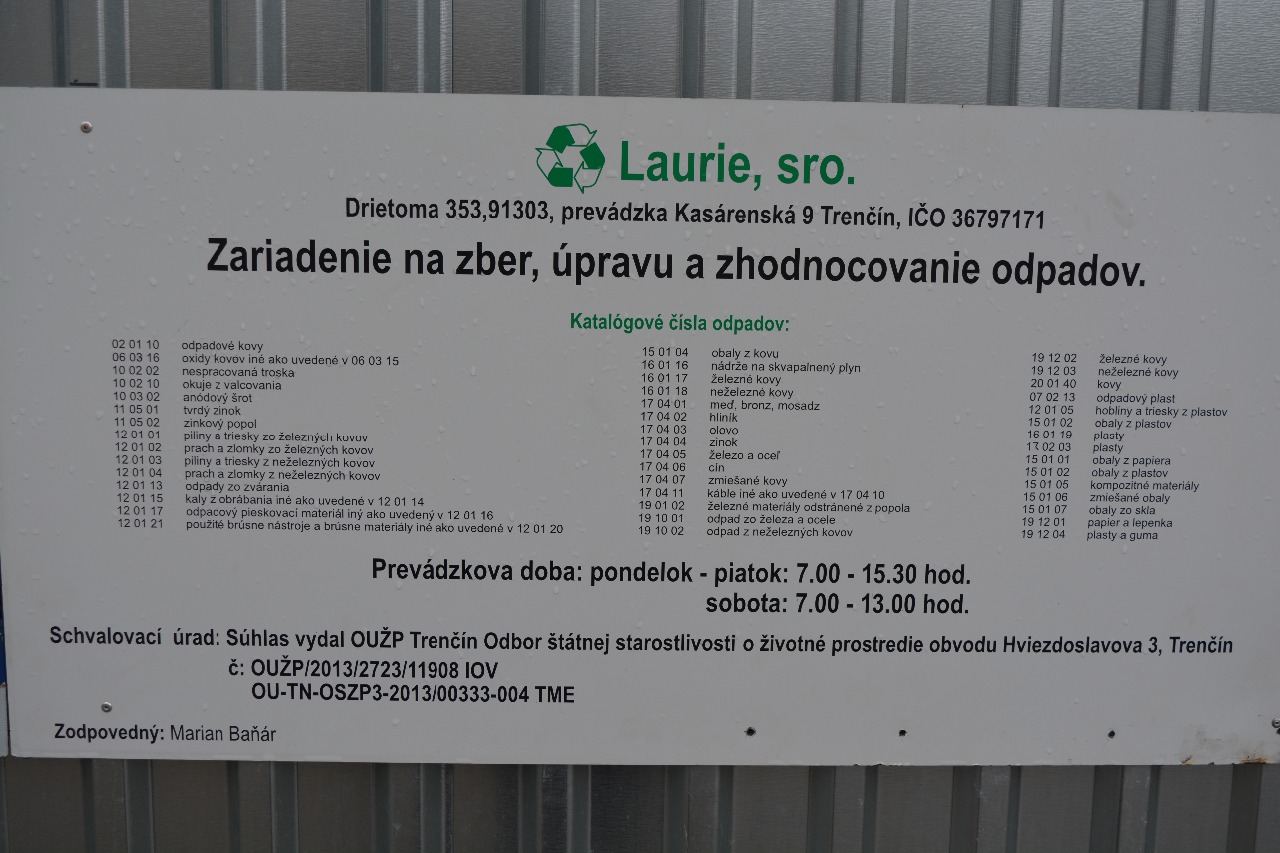 Laurie, sro.
Drietoma 353,91303, prevádzka Kasárenská 9 Trenčín, IČO 36797171
Zariadenie na zber, úpravu a zhodnocovanie odpadov.
Katalógové čísla odpadov:
02 01 10 odpadové kovy
06 03 16 oxidy kovov iné ako uvedené v 06 03 15
10 02 02 nespracovaná troska
10 02 10 okuje z valcovania
10 03 02 anódový šrot
11 05 01 tvrdý zinok
11 05 02 zinkový popol
12 01 01 piliny a triesky zo železných kovov
12 01 02 prach a zlomky zo železných kovov
12 01 03 piliny a triesky z neželezných kovov
12 01 04 prach a zlomky z neželezných kovov
12 01 13 odpady zo zvárania
12 01 15 kaly z obrábania iné ako uvedené v 12 01 14
12 01 17 odpacový pieskovací materiál iný ako uvedený v 12 01 16
12 01 21 použité brúsne nástroje a brúsne materiály iné ako uvedené v 12 01 20
15 01 04 obaly z kovu
16 01 16 nádrže na skvapalnený plyn
16 01 17 železné kovy
16 01 18 neželezné kovy
17 04 01 meď, bronz, mosadz
17 04 02 hliník
17 04 03 olovo
17 04 04 zinok
17 04 05 železo a oceľ
17 04 06 cín
17 04 07 zmiešané kovy
17 04 11 káble iné ako uvedené v 17 04 10
19 01 02 železné materiály odstránené z popola
19 10 01 odpad zo železa a ocele
19 10 02 odpad z neželezných kovov
19 12 02 železné kovy
19 12 03 neželezné kovy
20 01 40 kovy
07 02 13 odpadový plast
12 01 05 hobliny a triesky z plastov
15 01 02 obaly z plastov
16 01 19 plasty
17 02 03 plasty
15 01 01 obaly z papiera
15 01 02 obaly z plastov
15 01 05 kompozitné materiály
15 01 06 zmiešané obaly
15 01 07 obaly zo skla
19 12 01 papier a lepenka
19 12 04 plasty a guma
Prevádzkova doba: pondelok - piatok: 7.00 - 15.30 hod.
sobota: 7.00 - 13.00 hod.
Schvalovací úrad: Súhlas vydal OUŽP Trenčín Odbor štátnej starostlivosti o životné prostredie obvodu Hviezdoslavova 3, Trenčín
č: OUŽP/2013/2723/11908 IOV
OU-TN-OSZP3-2013/00333-004 TME
Zodpovedný: Marian Baňár